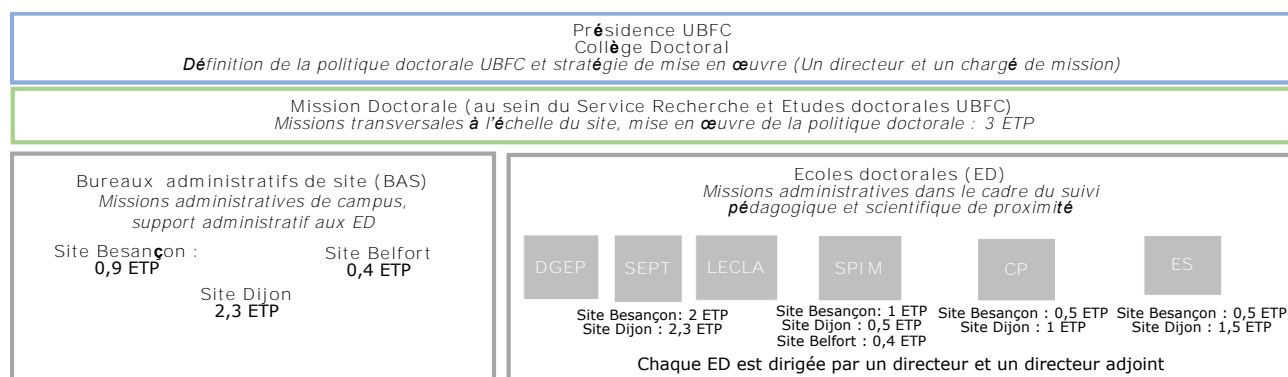 Présidence UBFC
Collège Doctoral
Définition de la politique doctorale UBFC et stratégie de mise en œuvre (Un directeur et un chargé de mission)
Mission Doctorale (au sein du Service Recherche et Etudes doctorales UBFC)
Missions transversales à l'échelle du site, mise en œuvre de la politique doctorale : 3 ETP
Bureaux administratifs de site (BAS)
Missions administratives de campus,
support administratif aux ED
Site Besançon :
0,9 ETP
Site Belfort
0,4 ETP
Site Dijon
2,3 ETP
Ecoles doctorales (ED)
Missions administratives dans le cadre du suivi
pédagogique et scientifique de proximité
DGEP
SEPT
LECLA
SPIM
CP
ES
Site Besançon: 2 ETP
Site Dijon : 2,3 ETP
Site Besançon: 1 ETP
Site Dijon : 0,5 ETP
Site Belfort : 0,4 ETP
Site Besançon : 0,5 ETP
Site Dijon : 1 ETP
Site Besançon : 0,5 ETP
Site Dijon : 1,5 ETP
Chaque ED est dirigée par un directeur et un directeur adjoint